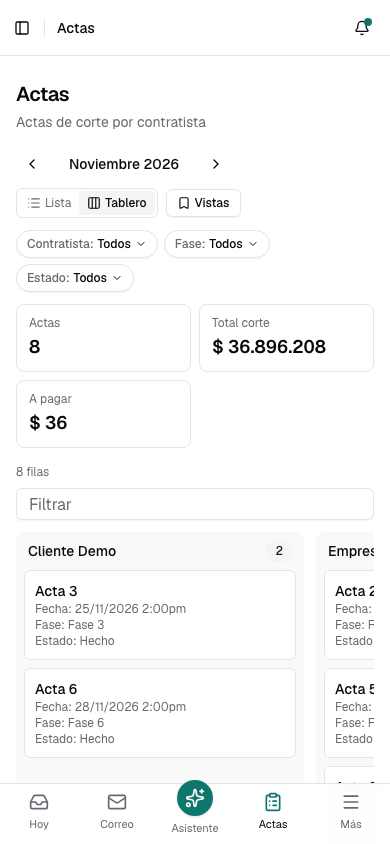 Actas
Actas
Actas de corte por contratista
Noviembre 2026
Lista Tablero Vistas
Contratista: Todos Fase: Todos
Estado: Todos
Actas Total corte
8 $ 36.896.208
A pagar
$ 36
8 filas
Filtrar
Cliente Demo 2
Acta 3
Fecha: 25/11/2026 2:00pm
Fase: Fase 3
Estado: Hecho
Acta 6
Fecha: 28/11/2026 2:00pm
Fase: Fase 6
Estado: Hecho
Empres
Acta 2
Fecha:
Fase: F
Estado
Acta 5
Fecha:
Fase: F
Estado
Hoy Correo Asistente Actas Más